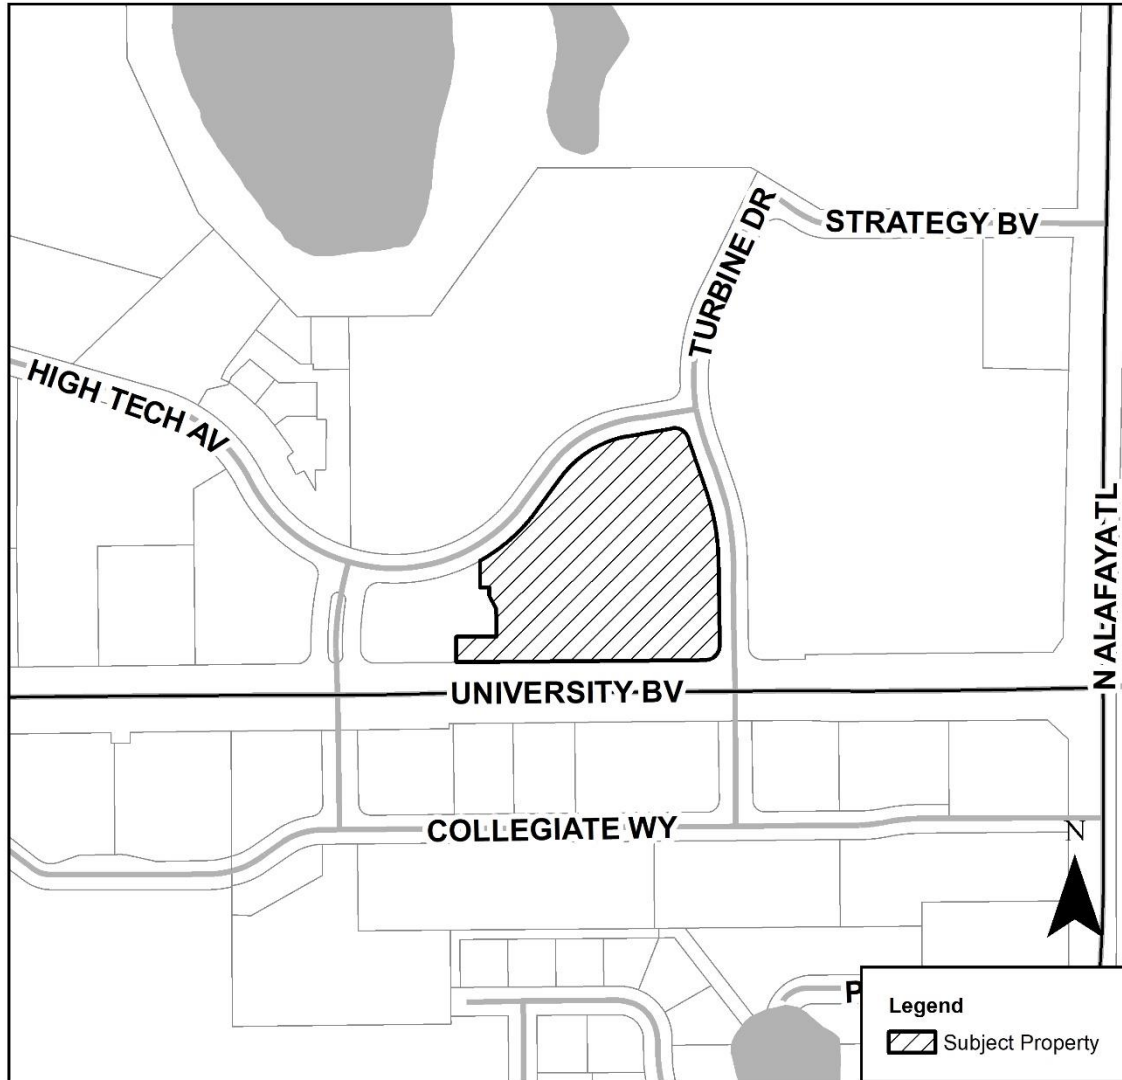 STRATEGY BV
TURBINE DR
HIGH TECH AV
N ALAFAYA TL
UNIVERSITY BV
COLLEGIATE WY
N
P
Legend
Subject Property